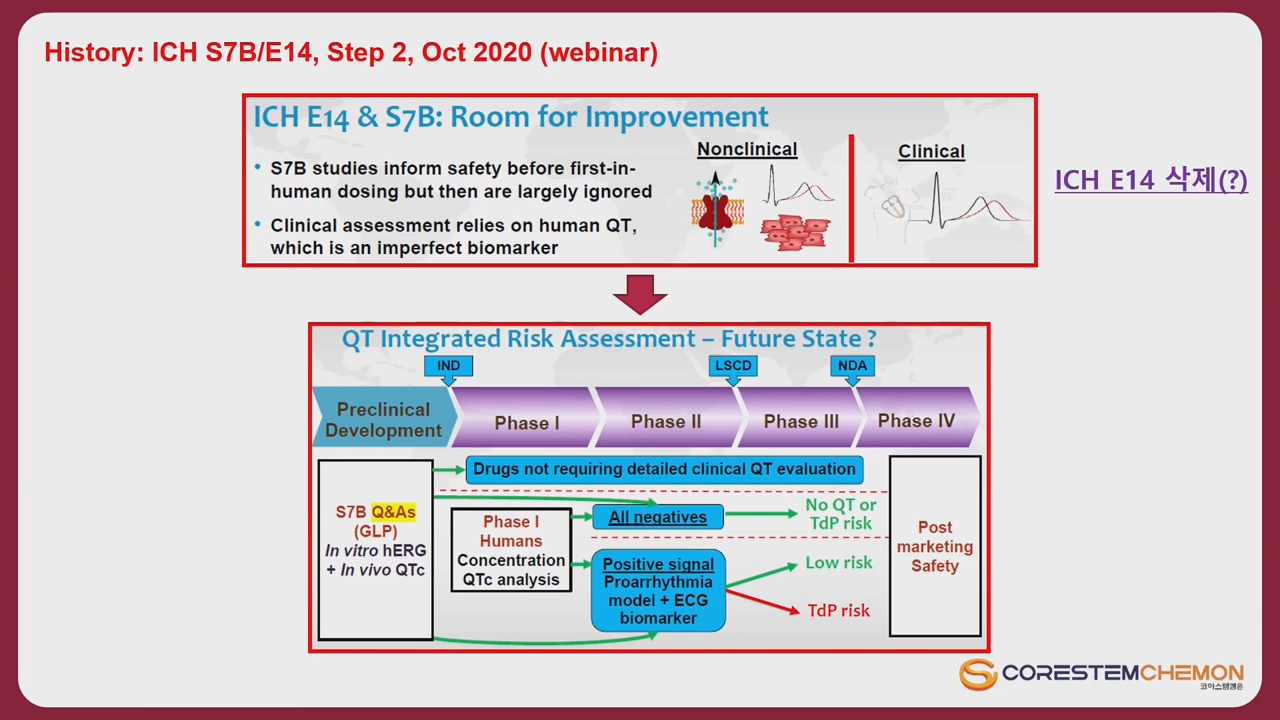 History: ICH S7B/E14, Step 2, Oct 2020 (webinar)
ICH E14 & S7B: Room for Improvement
• S7B studies inform safety before first-in-
human dosing but then are largely ignored
• Clinical assessment relies on human QT,
which is an imperfect biomarker
Nonclinical
Clinical
ICH E14 삭제(?)
QT Integrated Risk Assessment – Future State ?
IND
LSCD
NDA
Preclinical
Development
Phase I
Phase II
Phase III
Phase IV
Drugs not requiring detailed clinical QT evaluation
S7B Q&As
(GLP)
In vitro hERG
+ In vivo QTc
Phase I
Humans
Concentration
QTc analysis
All negatives
No QT or
TdP risk
Positive signal
Proarrhythmia
model + ECG
biomarker
Low risk
TdP risk
Post
marketing
Safety
CORESTEMCHEMON
코아스템켐온